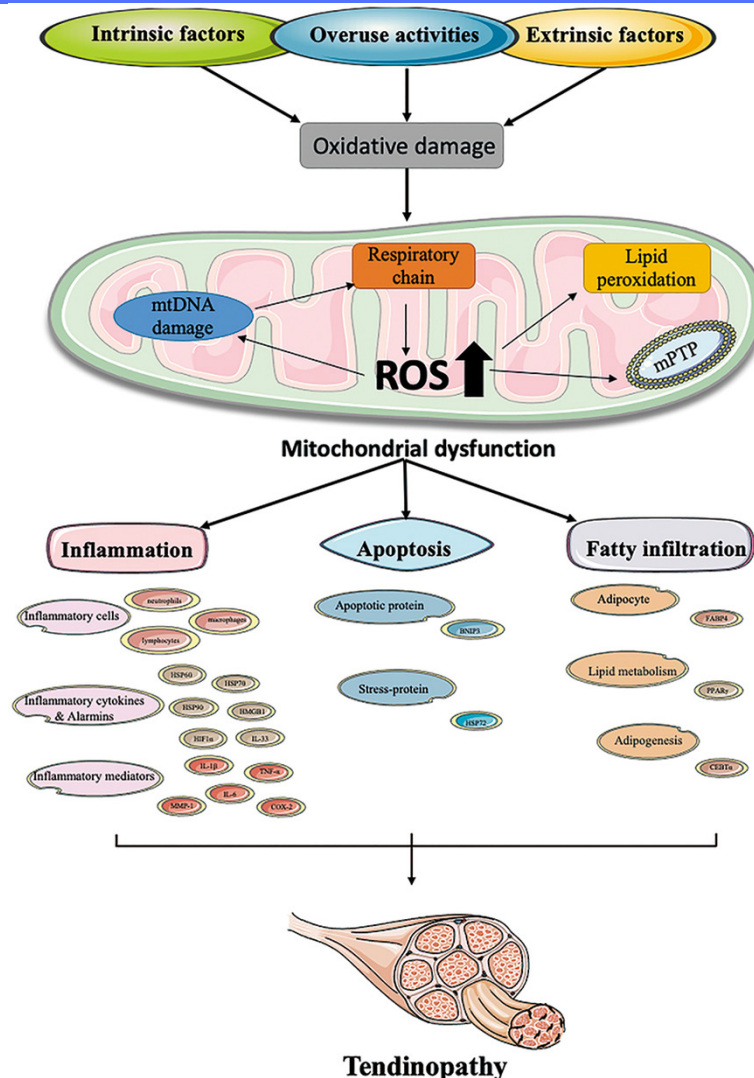 Intrinsic factors
Overuse activities
Extrinsic factors
Oxidative damage
Respiratory
chain
Lipid
peroxidation
mtDNA
damage
ROS
mPTP
Mitochondrial dysfunction
Inflammation
Apoptosis
Fatty infiltration
Inflammatory cells
neutrophils
macrophages
lymphocytes
Apoptotic protein
BNIP3
Adipocyte
FABP4
Inflammatory cytokines
& Alarmins
HSP60
HSP70
HSP90
HMGB1
HIF1α
IL-33
Stress-protein
HSP72
Lipid metabolism
PPARγ
Inflammatory mediators
IL-1β
TNF-α
IL-6
MMP-1
COX-2
Adipogenesis
CEBTα
Tendinopathy